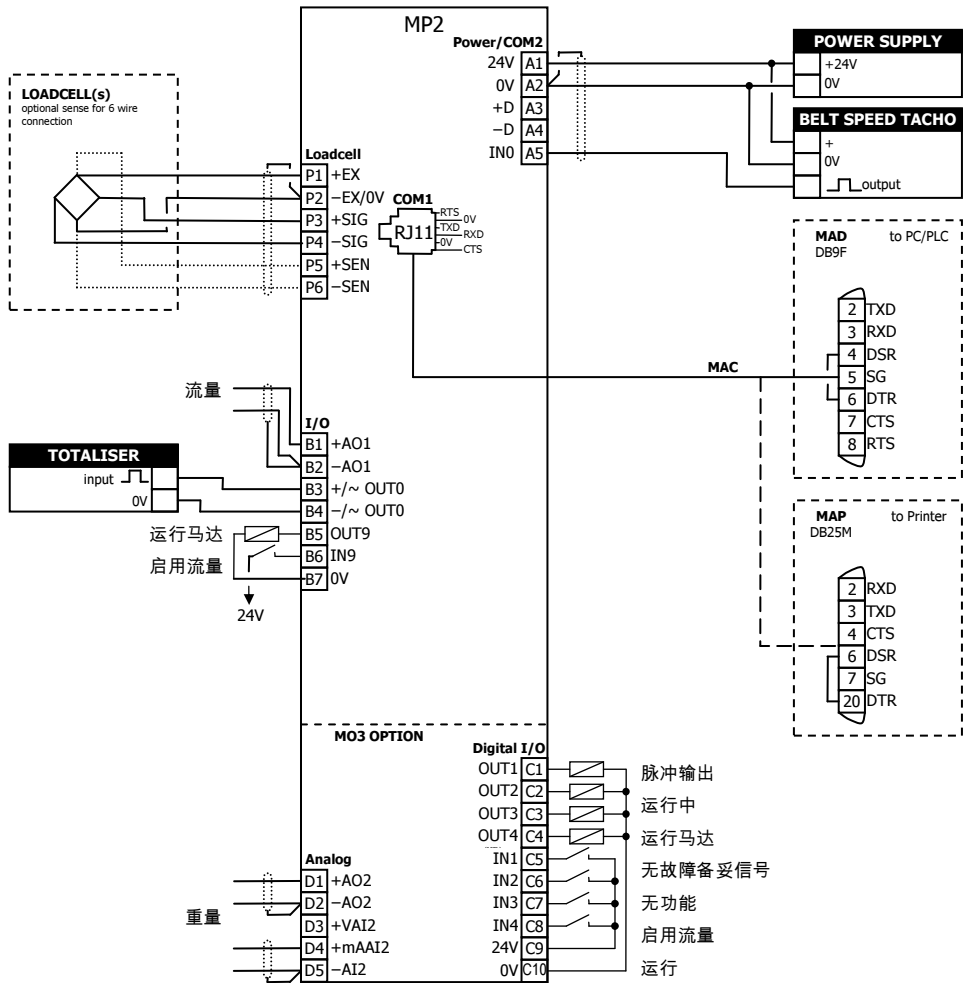 MP2
Power/COM2
24V A1
0V A2
+D A3
−D A4
IN0 A5
POWER SUPPLY
+24V
0V
BELT SPEED TACHO
+
0V
output
LOADCELL(s)
optional sense for 6 wire
connection
Loadcell
P1 +EX
P2 −EX/0V
P3 +SIG
P4 −SIG
P5 +SEN
P6 −SEN
COM1
RJ11
RTS
0V
TXD
RXD
0V
CTS
MAC
MAD to PC/PLC
DB9F
2 TXD
3 RXD
4 DSR
5 SG
6 DTR
7 CTS
8 RTS
流量
I/O
B1 +AO1
B2 −AO1
B3 +/~ OUT0
B4 −/~ OUT0
B5 OUT9
B6 IN9
B7 0V
TOTALISER
input
0V
运行马达
启用流量
24V
MAP to Printer
DB25M
2 RXD
3 TXD
4 CTS
6 DSR
7 SG
20 DTR
MO3 OPTION
Digital I/O
OUT1 C1
OUT2 C2
OUT3 C3
OUT4 C4
IN1 C5
IN2 C6
IN3 C7
IN4 C8
24V C9
0V C10
脉冲输出
运行中
运行马达
无故障备妥信号
无功能
启用流量
运行
Analog
D1 +AO2
D2 −AO2
D3 +VAI2
D4 +mAAI2
D5 −AI2
重量